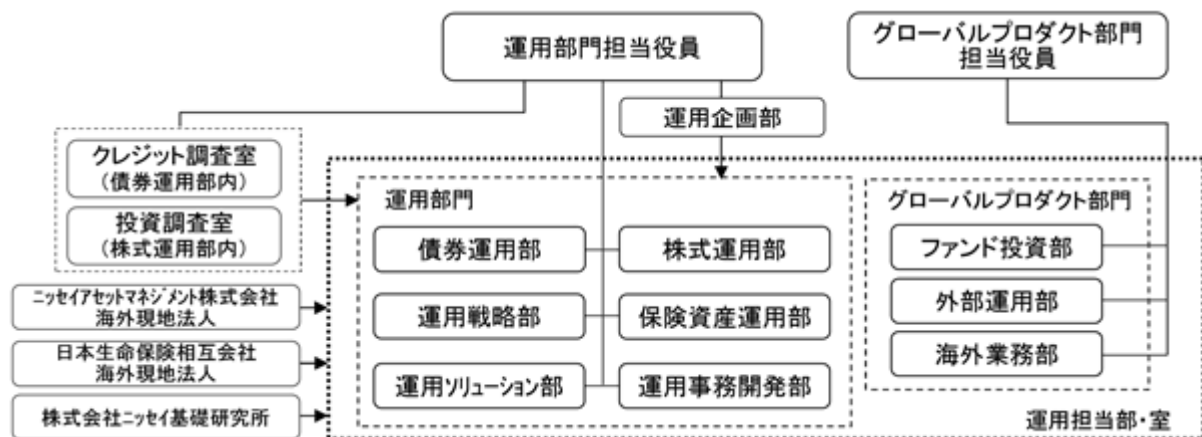 運用部門担当役員
グローバルプロダクト部門
担当役員
運用企画部
クレジット調査室
（債券運用部内）
投資調査室
（株式運用部内）
運用部門
債券運用部
株式運用部
運用戦略部
保険資産運用部
運用ソリューション部
運用事務開発部
グローバルプロダクト部門
ファンド投資部
外部運用部
海外業務部
ニッセイアセットマネジメント株式会社
海外現地法人
日本生命保険相互会社
海外現地法人
株式会社ニッセイ基礎研究所
運用担当部・室